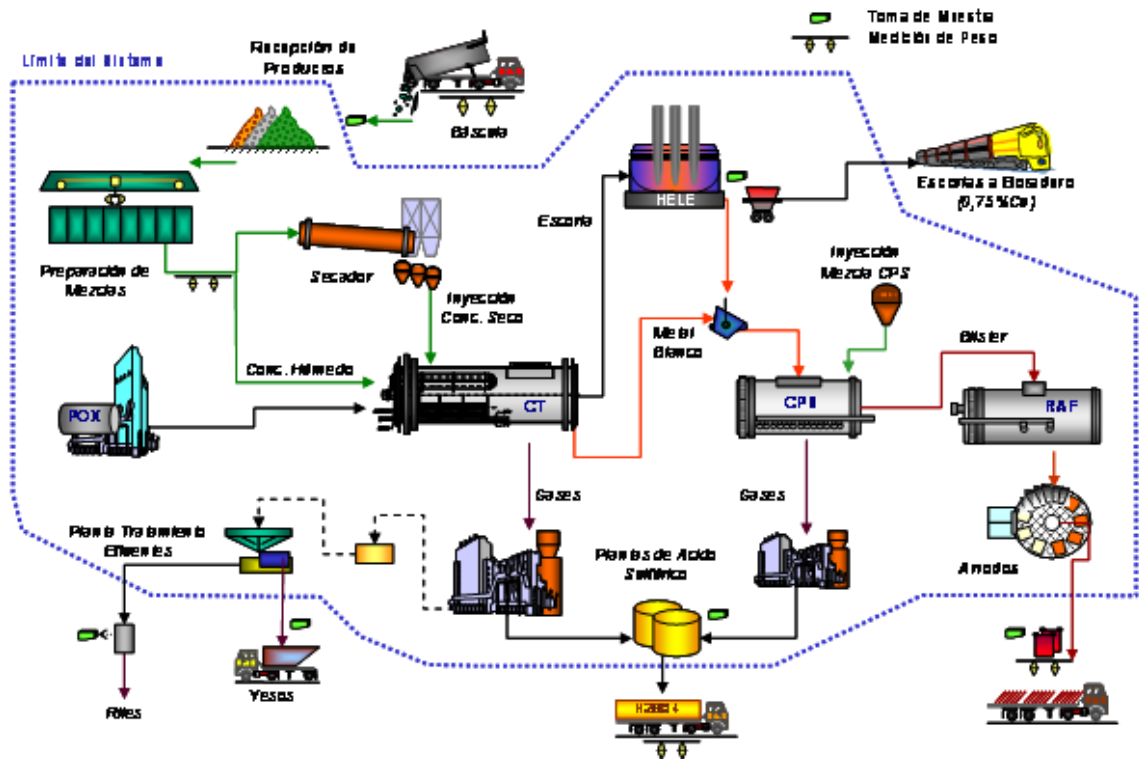 Toma de Muestra
Medición de Peso
Límite del Sistema
Recepción de
Productos
Báscula
HELE
Escorias a Botadero
(0,75%Cu)
Escoria
Preparación de
Mezclas
Secador
Inyección
Conc. Seco
Inyección
Mezcla CPS
Metal
Blanco
Blister
Conc. Húmedo
POX
CT
CPS
RAF
Gases
Gases
Planta Tratamiento
Efluentes
Plantas de Acido
Sulfúrico
Anodos
Riles
Yesos
H2SO4